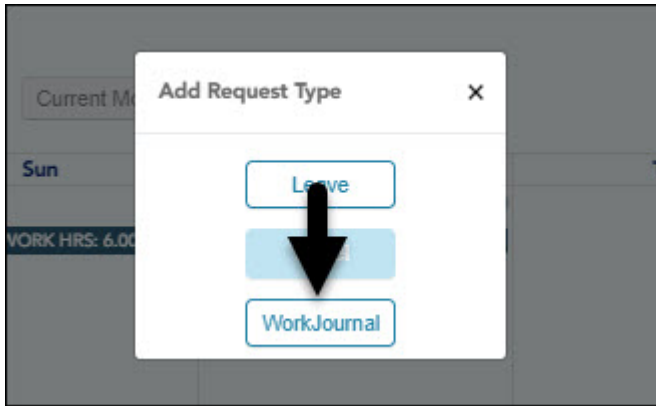 Current Mo
Add Request Type
×
Sun
Leave
WORK HRS: 6.00
WorkJournal